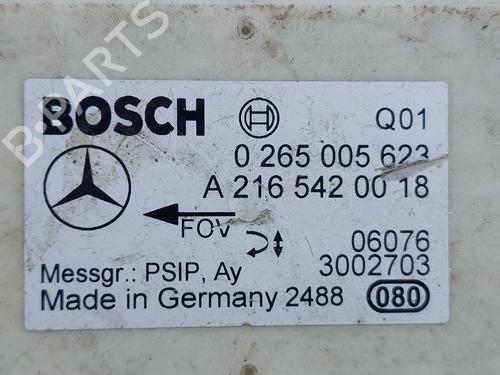 B-PARTS
BOSCH Q01
0 265 005 623
A 216 542 00 18
FOV
06076
Messgr.: PSIP, Ay 3002703
Made in Germany 2488 080